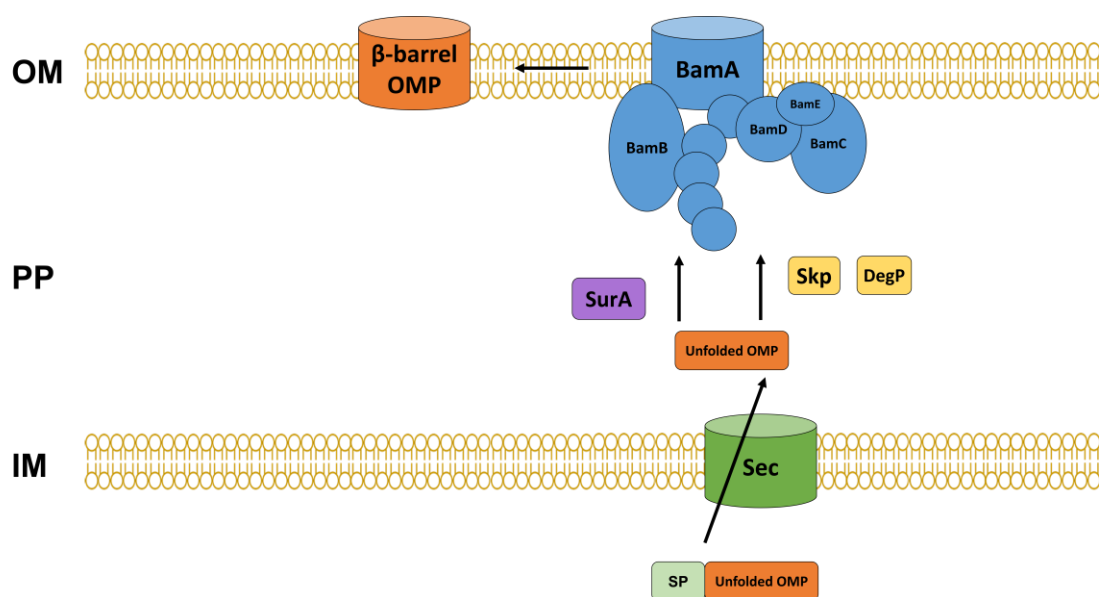 OM
β-barrel
OMP
BamA
BamE
BamD
BamB
BamC
PP
SurA
Skp
DegP
Unfolded OMP
IM
Sec
SP
Unfolded OMP